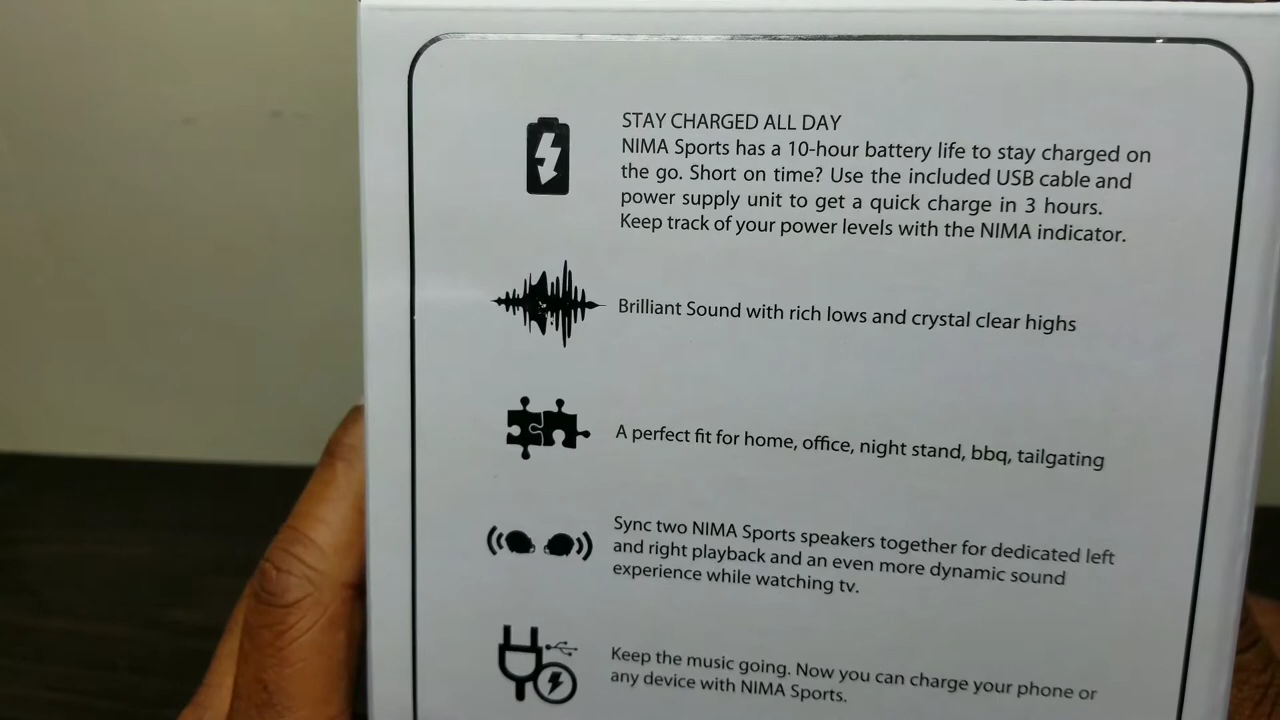 STAY CHARGED ALL DAY
NIMA Sports has a 10-hour battery life to stay charged on
the go. Short on time? Use the included USB cable and
power supply unit to get a quick charge in 3 hours.
Keep track of your power levels with the NIMA indicator.
Brilliant Sound with rich lows and crystal clear highs
A perfect fit for home, office, night stand, bbq, tailgating
Sync two NIMA Sports speakers together for dedicated left
and right playback and an even more dynamic sound
experience while watching tv.
Keep the music going. Now you can charge your phone or
any device with NIMA Sports.